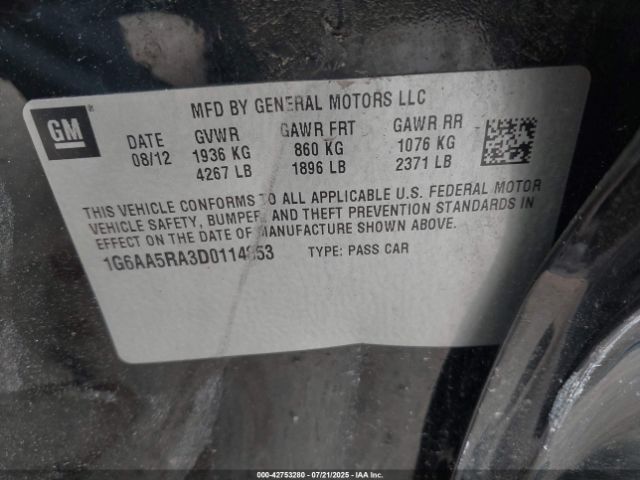 MFD BY GENERAL MOTORS LLC
GM
DATE GVWR GAWR FRT GAWR RR
08/12 1936 KG 860 KG 1076 KG
4267 LB 1896 LB 2371 LB
THIS VEHICLE CONFORMS TO ALL APPLICABLE U.S. FEDERAL MOTOR
VEHICLE SAFETY, BUMPER, AND THEFT PREVENTION STANDARDS IN
EFFECT ON THE DATE OF MANUFACTURE SHOWN ABOVE.
1G6AA5RA3D0114853 TYPE: PASS CAR
000-42753280 - 07/21/2025 - IAA Inc.